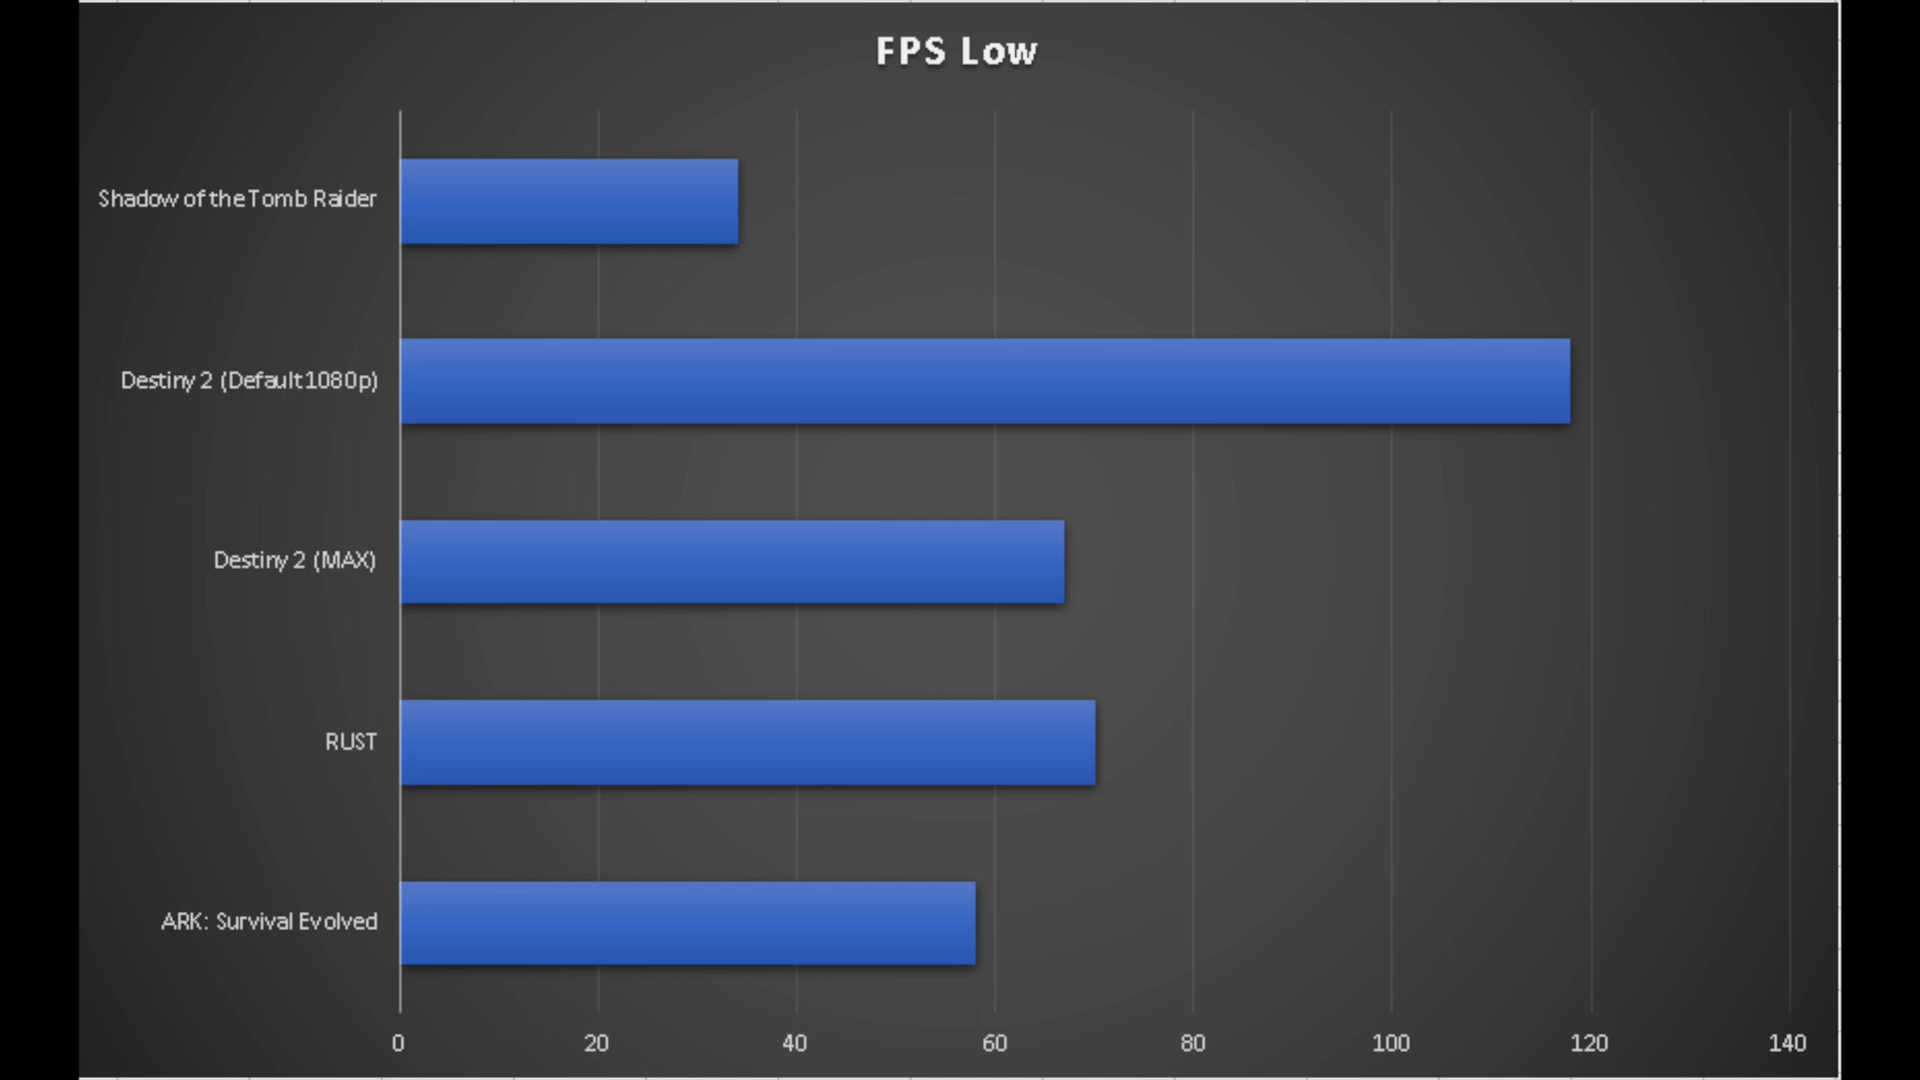 FPS Low
Shadow of the Tomb Raider
Destiny 2 (Default 1080p)
Destiny 2 (MAX)
RUST
ARK: Survival Evolved
0 20 40 60 80 100 120 140